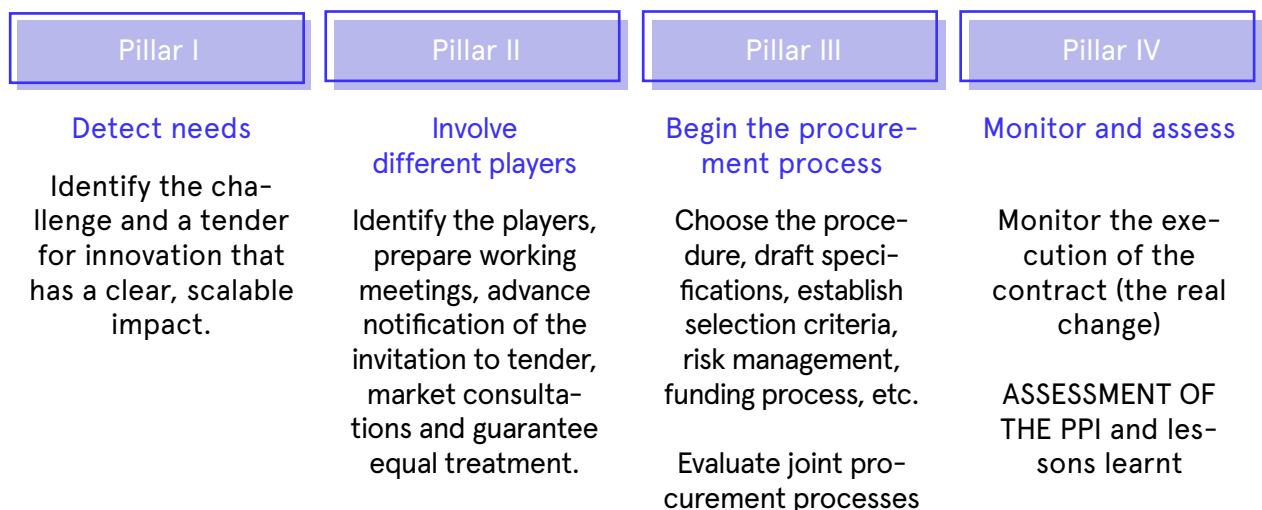 Pillar I
Detect needs
Identify the cha-
llenge and a tender
for innovation that
has a clear, scalable
impact.
Pillar II
Involve
different players
Identify the players,
prepare working
meetings, advance
notification of the
invitation to tender,
market consulta-
tions and guarantee
equal treatment.
Pillar III
Begin the procure-
ment process
Choose the proce-
dure, draft speci-
fications, establish
selection criteria,
risk management,
funding process, etc.
Evaluate joint pro-
curement processes
Pillar IV
Monitor and assess
Monitor the exe-
cution of the
contract (the real
change)
ASSESSMENT OF
THE PPI and les-
sons learnt